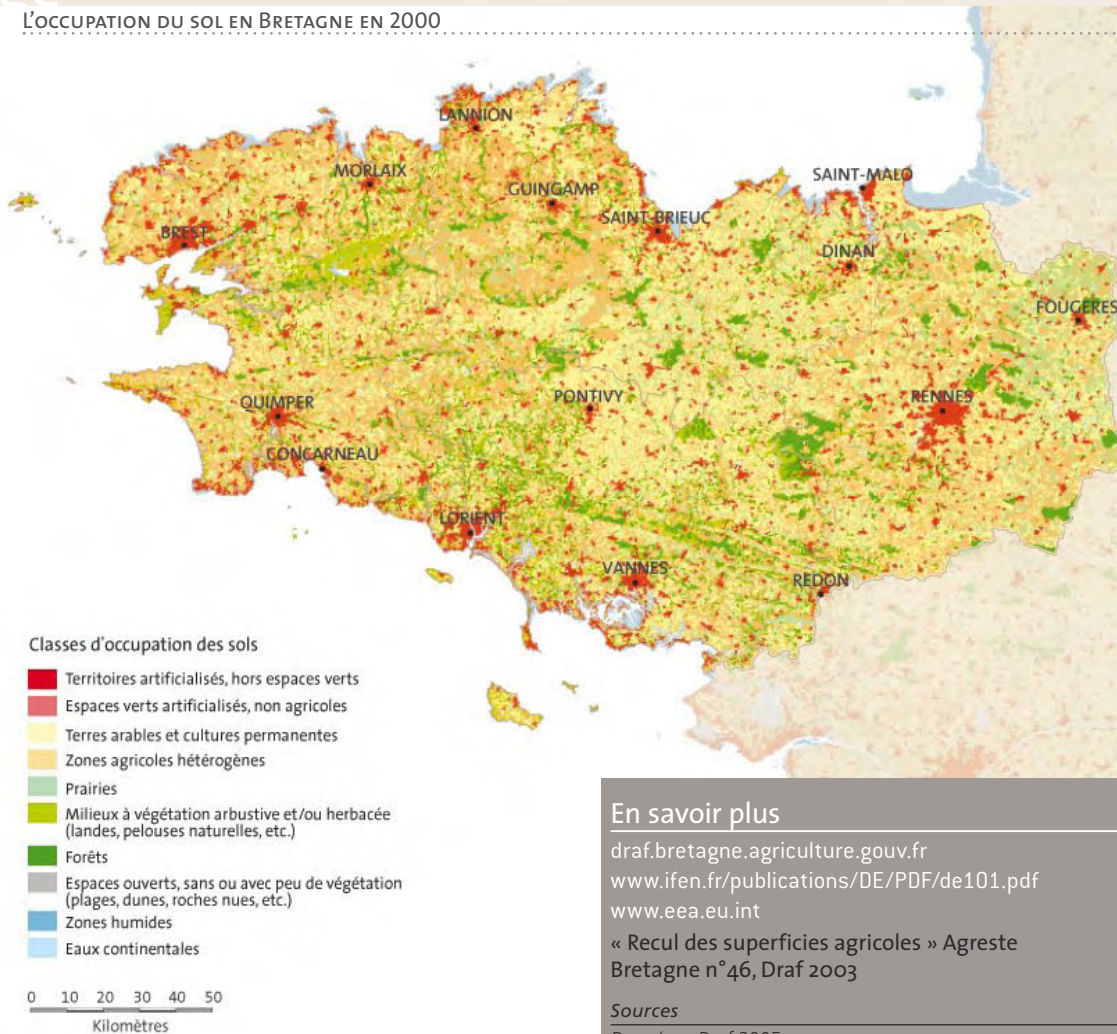 L'OCCUPATION DU SOL EN BRETAGNE EN 2000
LANNION
MORLAIX
GUINGAMP
SAINT-MALO
SAINT-BRIEUC
BREST
DINAN
FOUGÈRES
QUIMPER
PONTIVY
RENNES
CONCARNEAU
LORIENT
VANNES
REDON
Classes d'occupation des sols
Territoires artificialisés, hors espaces verts
Espaces verts artificialisés, non agricoles
Terres arables et cultures permanentes
Zones agricoles hétérogènes
Prairies
Milieux à végétation arbustive et/ou herbacée
(landes, pelouses naturelles, etc.)
Forêts
Espaces ouverts, sans ou avec peu de végétation
(plages, dunes, roches nues, etc.)
Zones humides
Eaux continentales
0 10 20 30 40 50
Kilomètres
En savoir plus
draf.bretagne.agriculture.gouv.fr
www.ifen.fr/publications/DE/PDF/de101.pdf
www.eea.eu.int
« Recul des superficies agricoles » Agreste
Bretagne n°46, Draf 2003
Sources